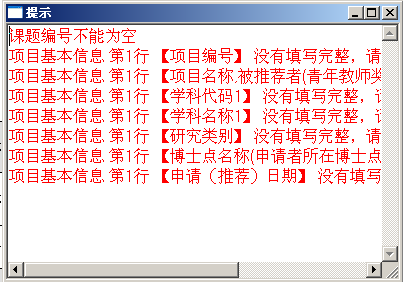 提示
课题编号不能为空
项目基本信息 第1行 【项目编号】 没有填写完整，请
项目基本信息 第1行 【项目名称.被推荐者(青年教师奖
项目基本信息 第1行 【学科代码1】 没有填写完整，
项目基本信息 第1行 【学科名称1】 没有填写完整，
项目基本信息 第1行 【研究类别】 没有填写完整，请
项目基本信息 第1行 【博士点名称(申请者所在博士点
项目基本信息 第1行 【申请（推荐）日期】 没有填写